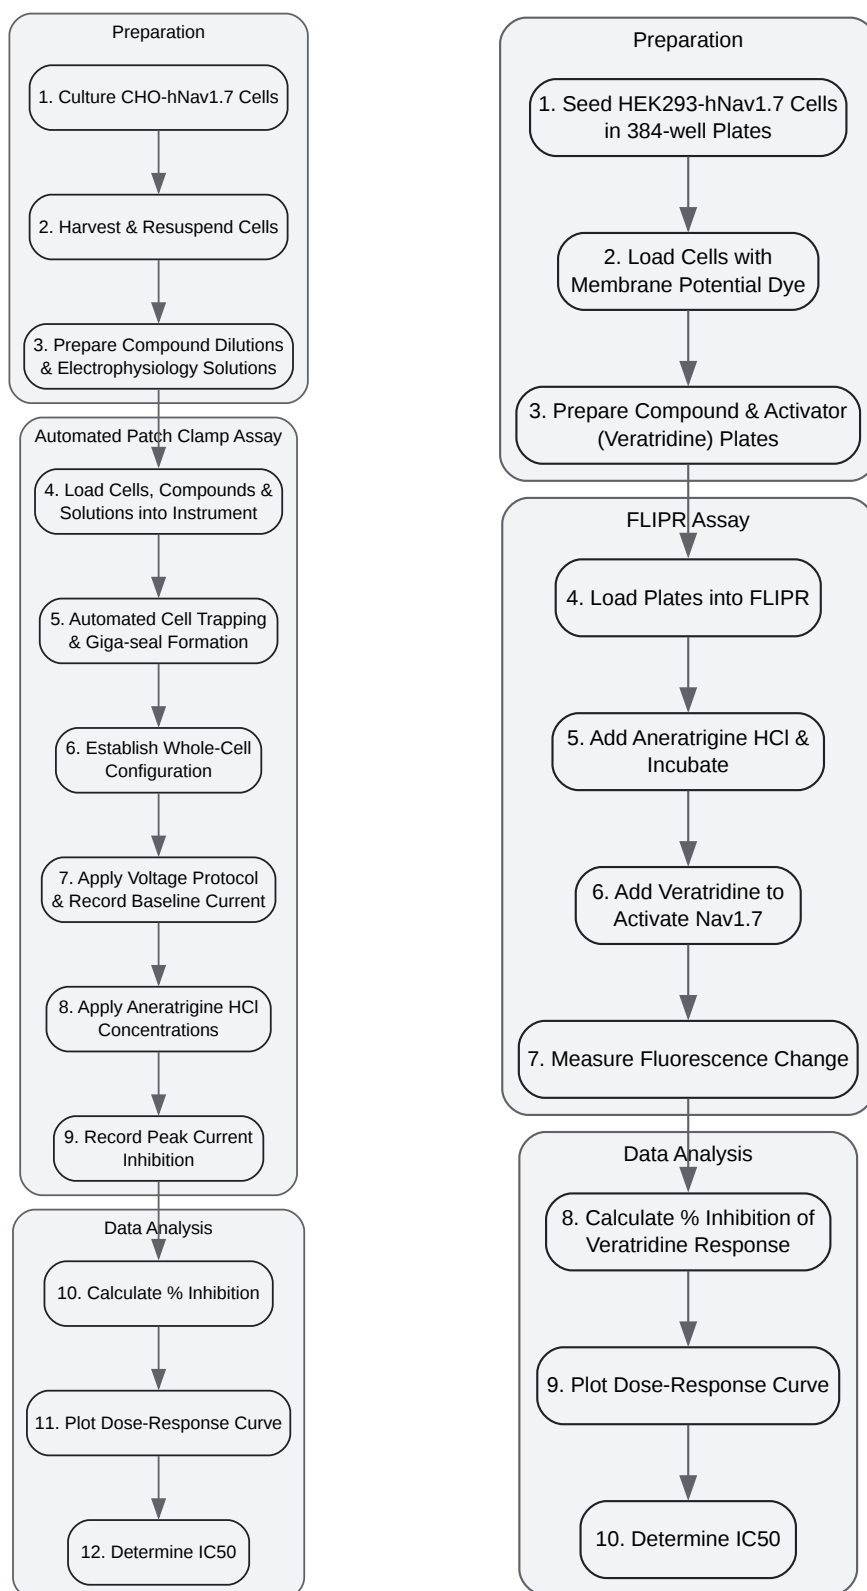 Preparation
1. Culture CHO-hNav1.7 Cells
2. Harvest & Resuspend Cells
3. Prepare Compound Dilutions
& Electrophysiology Solutions
Automated Patch Clamp Assay
4. Load Cells, Compounds &
Solutions into Instrument
5. Automated Cell Trapping
& Giga-seal Formation
6. Establish Whole-Cell
Configuration
7. Apply Voltage Protocol
& Record Baseline Current
8. Apply Aneratrigine HCl
Concentrations
9. Record Peak Current
Inhibition
Data Analysis
10. Calculate % Inhibition
11. Plot Dose-Response Curve
12. Determine IC50
Preparation
1. Seed HEK293-hNav1.7 Cells
in 384-well Plates
2. Load Cells with
Membrane Potential Dye
3. Prepare Compound & Activator
(Veratridine) Plates
FLIPR Assay
4. Load Plates into FLIPR
5. Add Aneratrigine HCl &
Incubate
6. Add Veratridine to
Activate Nav1.7
7. Measure Fluorescence Change
Data Analysis
8. Calculate % Inhibition of
Veratridine Response
9. Plot Dose-Response Curve
10. Determine IC50